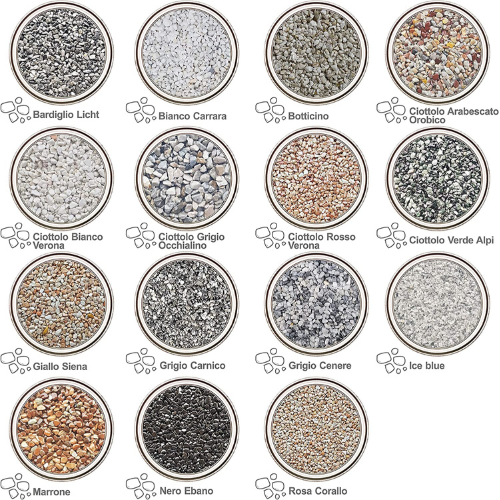 Bardiglio Licht
Bianco Carrara
Botticino
Ciottolo Arabescato
Orobico
Ciottolo Bianco
Verona
Ciottolo Grigio
Occhialino
Ciottolo Rosso
Verona
Ciottolo Verde Alpi
Giallo Siena
Grigio Carnico
Grigio Cenere
Ice blue
Marrone
Nero Ebano
Rosa Corallo